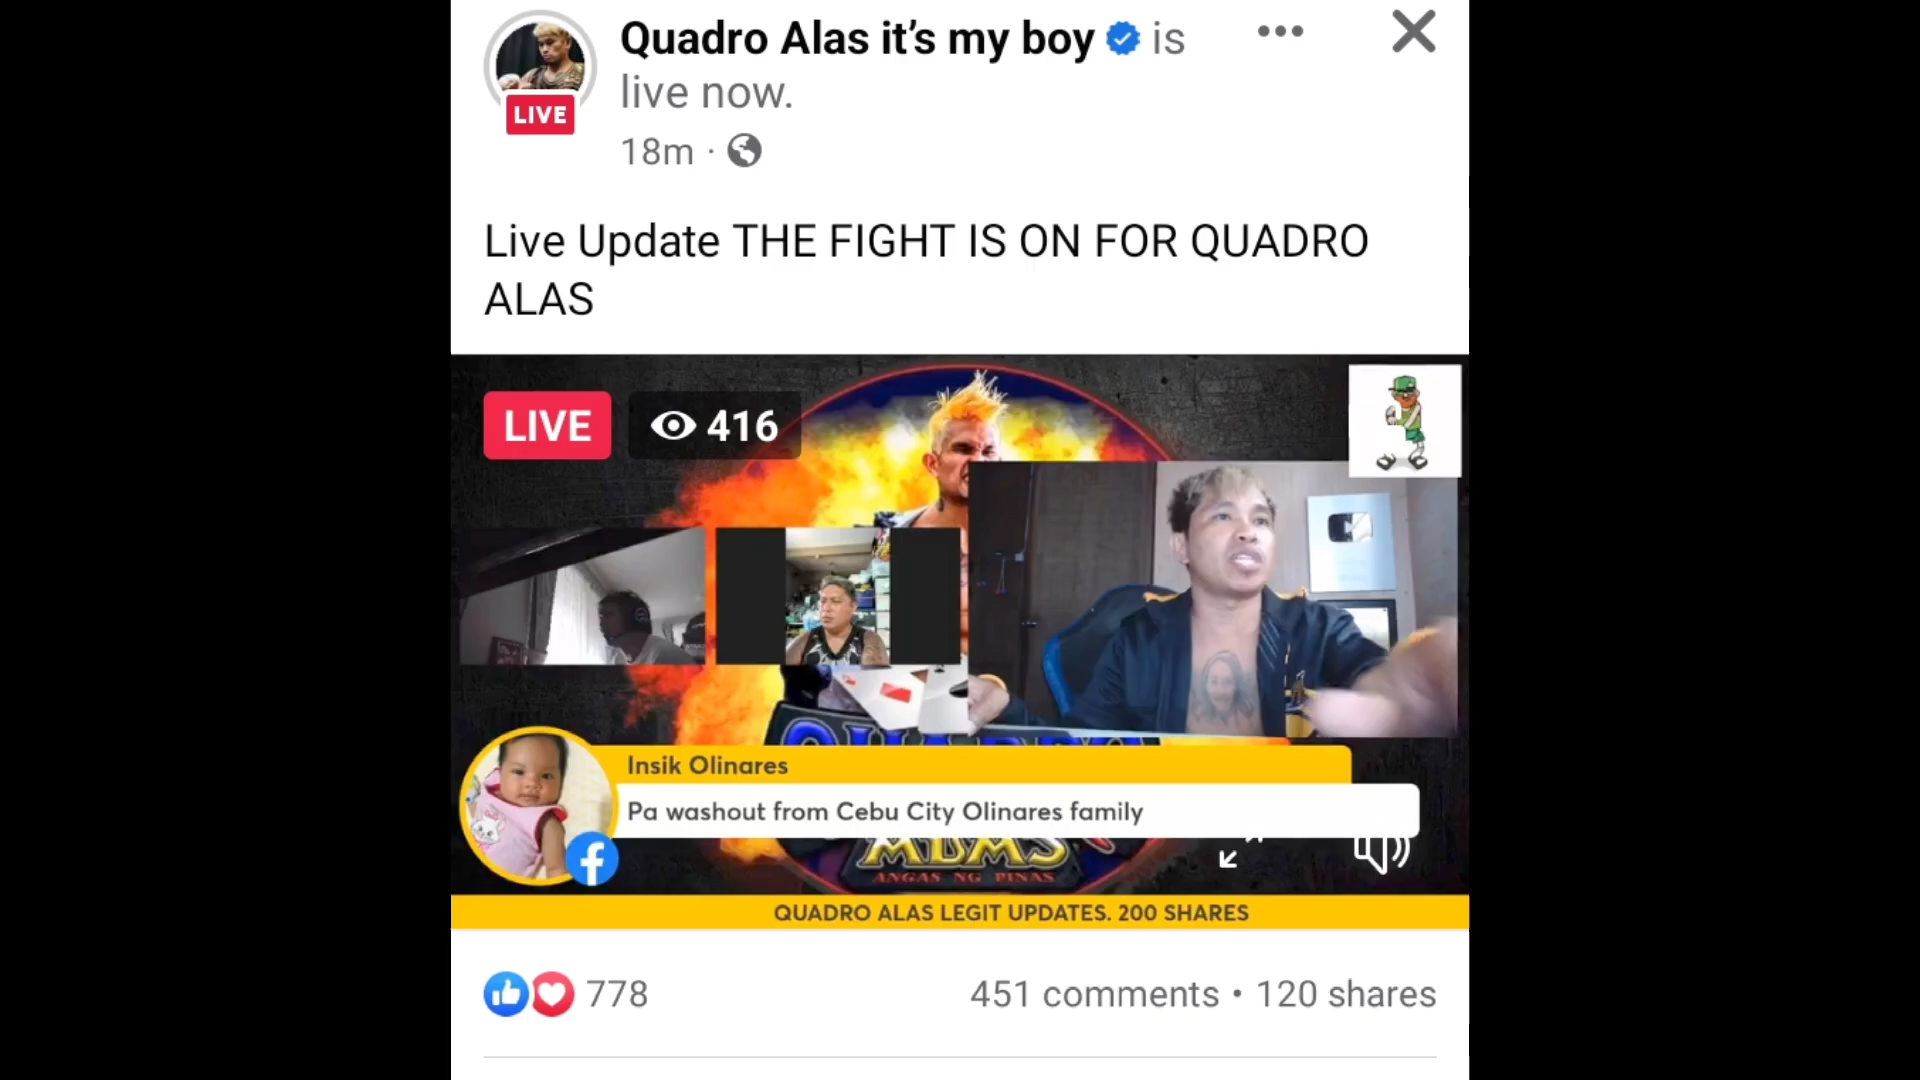 Quadro Alas it's my boy is
live now.
LIVE
18m ·
Live Update THE FIGHT IS ON FOR QUADRO
ALAS
LIVE 416
Insik Olinares
Pa washout from Cebu City Olinares family
ANGAS NG PINAS
QUADRO ALAS LEGIT UPDATES. 200 SHARES
778 451 comments • 120 shares